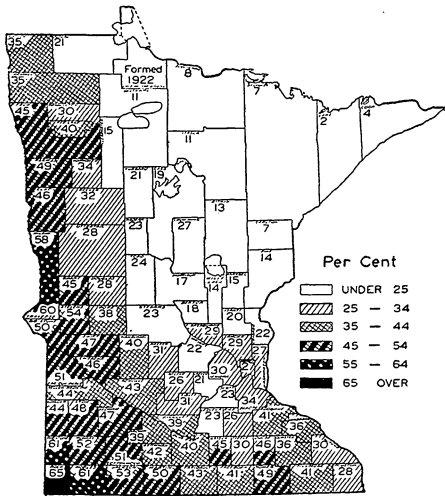 35 21
Formed
1922
8
35 11 7 2 4
45 30
40 15 11
49 34 21 19
46 32 13
58 28 23 27 7
24 14
45 28 17 14 15
60 54 38 23 18 20
50 29 22
47 40 31 22 29 27
46 30 27
51 43 26 21
44 31 23 34
44 48 47 39 23 26 41 36
61 52 39 42 40 45 30 46 36 30
65 61 53 50 43 41 49 41 28
Per Cent
UNDER 25
25 — 34
35 — 44
45 — 54
55 — 64
65 OVER